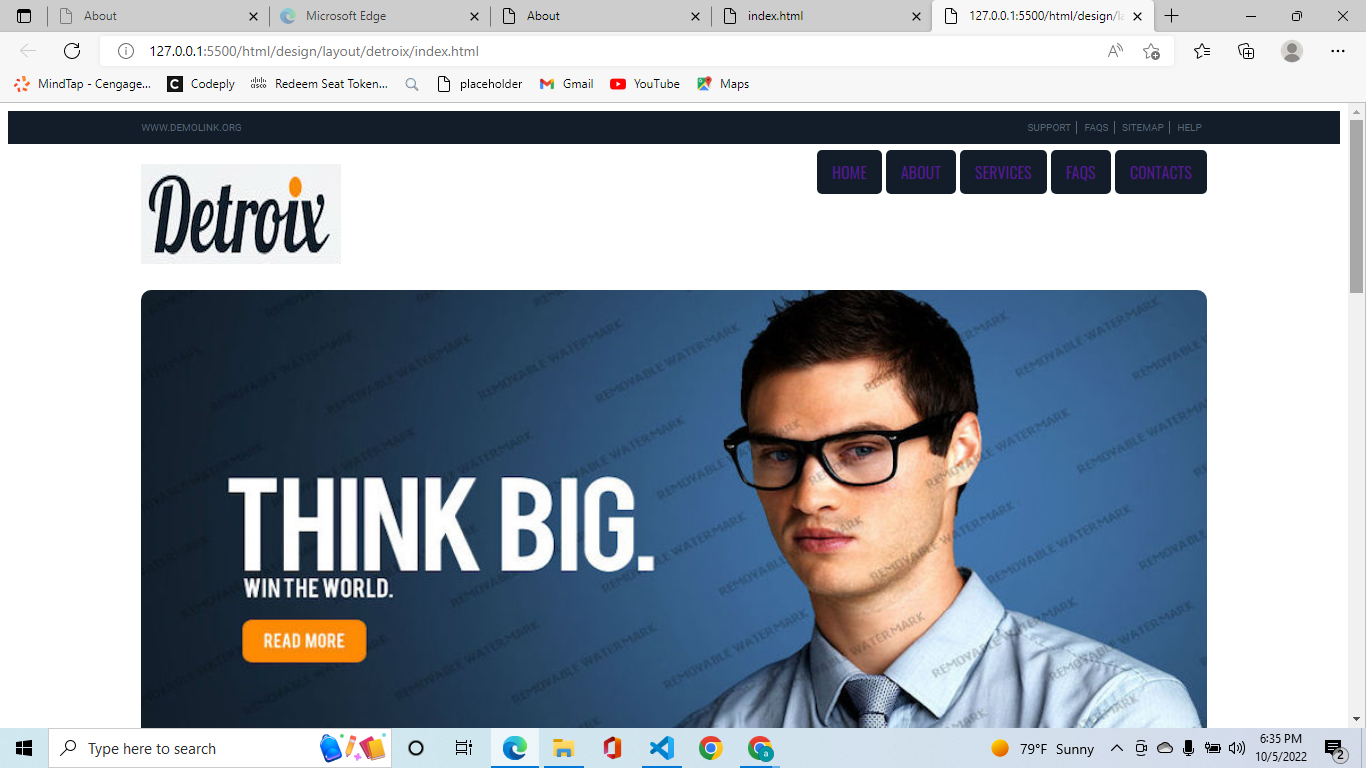 About
Microsoft Edge
About
index.html
127.0.0.1:5500/html/design/la
127.0.0.1:5500/html/design/layout/detroix/index.html
MindTap - Cengage...
Codeply
Redeem Seat Token...
placeholder
Gmail
YouTube
Maps
WWW.DEMOLINK.ORG
SUPPORT
FAQS
SITEMAP
HELP
HOME
ABOUT
SERVICES
FAQS
CONTACTS
Detroix
REMOVABLE WATERMARK
THINK BIG.
WIN THE WORLD.
READ MORE
Type here to search
79°F Sunny
6:35 PM
10/5/2022
2